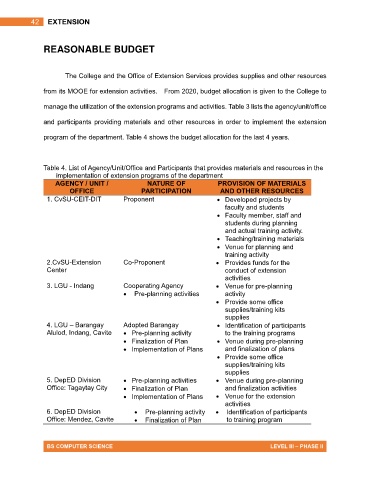 42 EXTENSION
REASONABLE BUDGET
The College and the Office of Extension Services provides supplies and other resources
from its MOOE for extension activities. From 2020, budget allocation is given to the College to
manage the utilization of the extension programs and activities. Table 3 lists the agency/unit/office
and participants providing materials and other resources in order to implement the extension
program of the department. Table 4 shows the budget allocation for the last 4 years.
Table 4. List of Agency/Unit/Office and Participants that provides materials and resources in the
implementation of extension programs of the department
AGENCY / UNIT / OFFICE
NATURE OF PARTICIPATION
PROVISION OF MATERIALS AND OTHER RESOURCES
1. CvSU-CEIT-DIT
Proponent
• Developed projects by
faculty and students
• Faculty member, staff and
students during planning
and actual training activity.
• Teaching/training materials
• Venue for planning and
training activity
2.CvSU-Extension
Center
Co-Proponent
• Provides funds for the
conduct of extension
activities
3. LGU - Indang
Cooperating Agency
• Pre-planning activities
• Venue for pre-planning
activity
• Provide some office
supplies/training kits
supplies
4. LGU – Barangay
Alulod, Indang, Cavite
Adopted Barangay
• Pre-planning activity
• Finalization of Plan
• Implementation of Plans
• Identification of participants
to the training programs
• Venue during pre-planning
and finalization of plans
• Provide some office
supplies/training kits
supplies
5. DepED Division
Office: Tagaytay City
• Pre-planning activities
• Finalization of Plan
• Implementation of Plans
• Venue during pre-planning
and finalization activities
• Venue for the extension
activities
6. DepED Division
Office: Mendez, Cavite
• Pre-planning activity
• Finalization of Plan
• Identification of participants
to training program
BS COMPUTER SCIENCE
LEVEL III – PHASE II